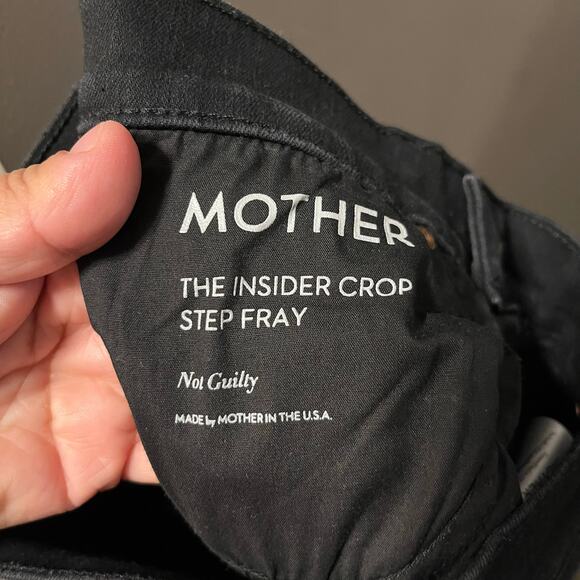 MOTHER
THE INSIDER CROP
STEP FRAY
Not Guilty
MADE by MOTHER IN THE U.S.A.